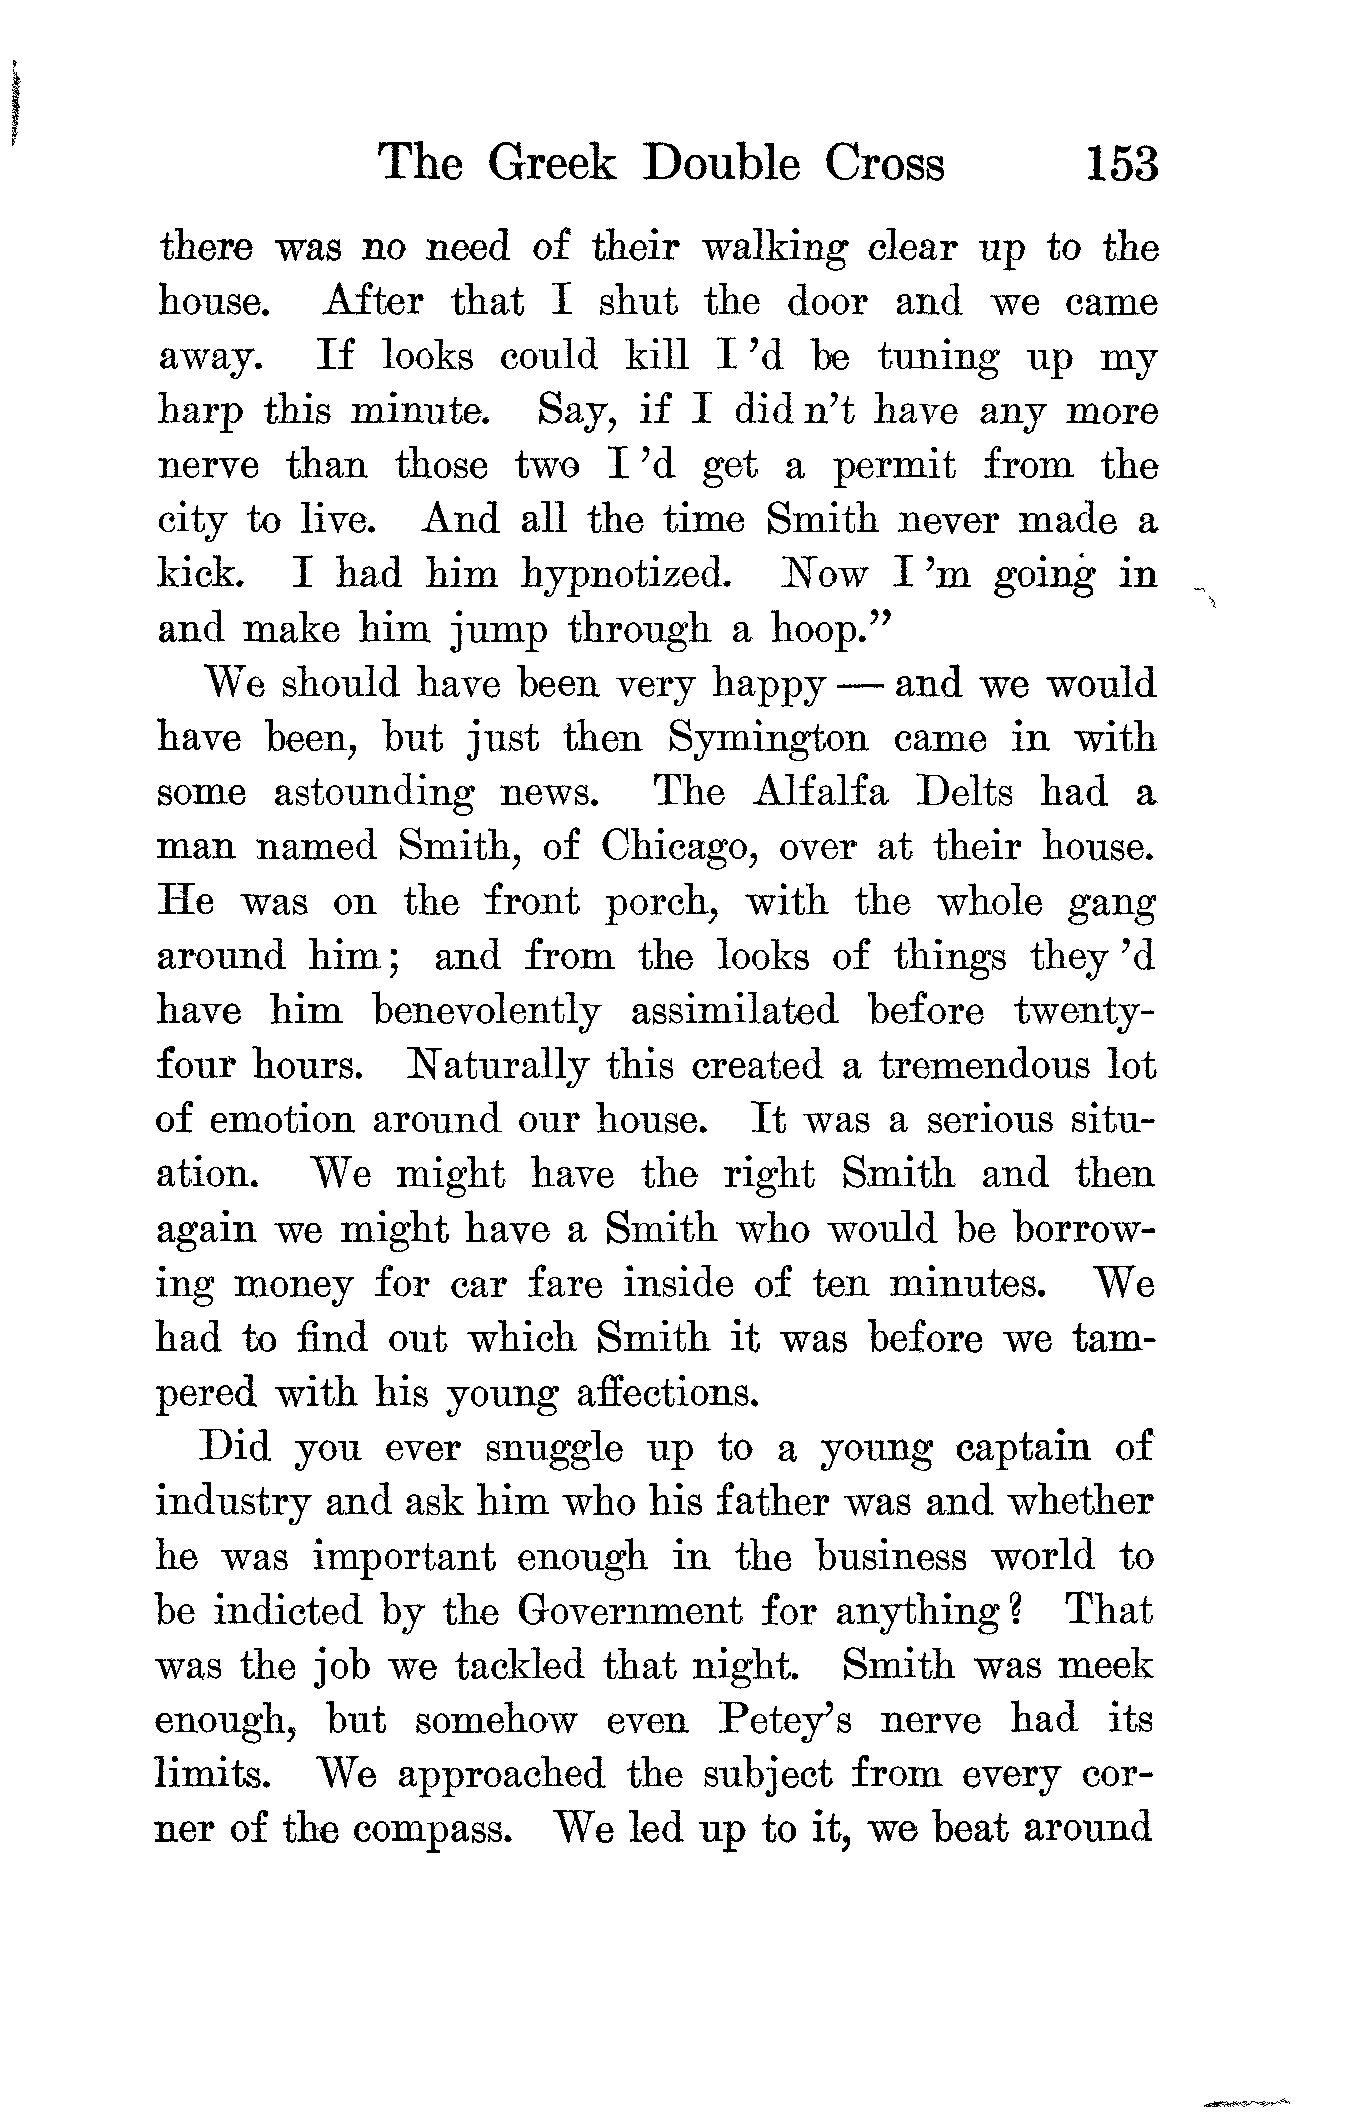 The Greek Double Cross 153
there was no need of their walking clear up to the
house. After that I shut the door and we came
away. If looks could kill I 'd be tuning up my
harp this minute. Say, if I did n't have any more
nerve than those two I 'd get a permit from the
city to live. And all the time Smith never made a
kick. I had him hypnotized. Now I 'm going in
and make him jump through a hoop.”
We should have been very happy — and we would
have been, but just then Symington came in with
some astounding news. The Alfalfa Delts had a
man named Smith, of Chicago, over at their house.
He was on the front porch, with the whole gang
around him; and from the looks of things they 'd
have him benevolently assimilated before twenty-
four hours. Naturally this created a tremendous lot
of emotion around our house. It was a serious situ-
ation. We might have the right Smith and then
again we might have a Smith who would be borrow-
ing money for car fare inside of ten minutes. We
had to find out which Smith it was before we tam-
pered with his young affections.
Did you ever snuggle up to a young captain of
industry and ask him who his father was and whether
he was important enough in the business world to
be indicted by the Government for anything? That
was the job we tackled that night. Smith was meek
enough, but somehow even Petey's nerve had its
limits. We approached the subject from every cor-
ner of the compass. We led up to it, we beat around